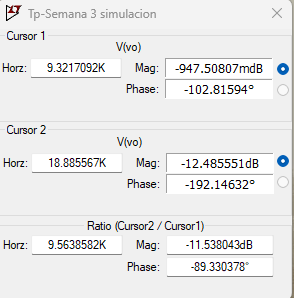 Tp-Semana 3 simulacion
Cursor 1
V(vo)
Horz: 9.3217092K Mag: -947.50807mdB
Phase: -102.81594°
Cursor 2
V(vo)
Horz: 18.885567K Mag: -12.485551dB
Phase: -192.14632°
Ratio (Cursor2 / Cursor1)
Horz: 9.5638582K Mag: -11.538043dB
Phase: -89.330378°